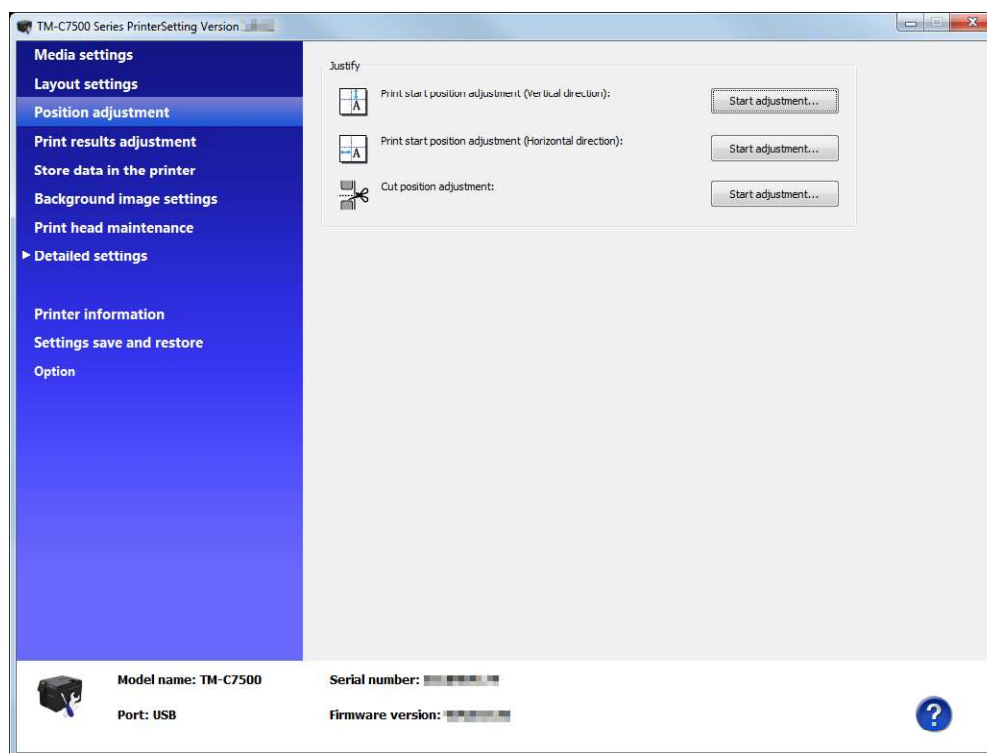 TM-C7500 Series PrinterSetting Version
Media settings
Layout settings
Position adjustment
Print results adjustment
Store data in the printer
Background image settings
Print head maintenance
Detailed settings
Printer information
Settings save and restore
Option
Justify
Print start position adjustment (Vertical direction):
Start adjustment...
Print start position adjustment (Horizontal direction):
Start adjustment...
Cut position adjustment:
Start adjustment...
Model name: TM-C7500
Serial number:
Port: USB
Firmware version: